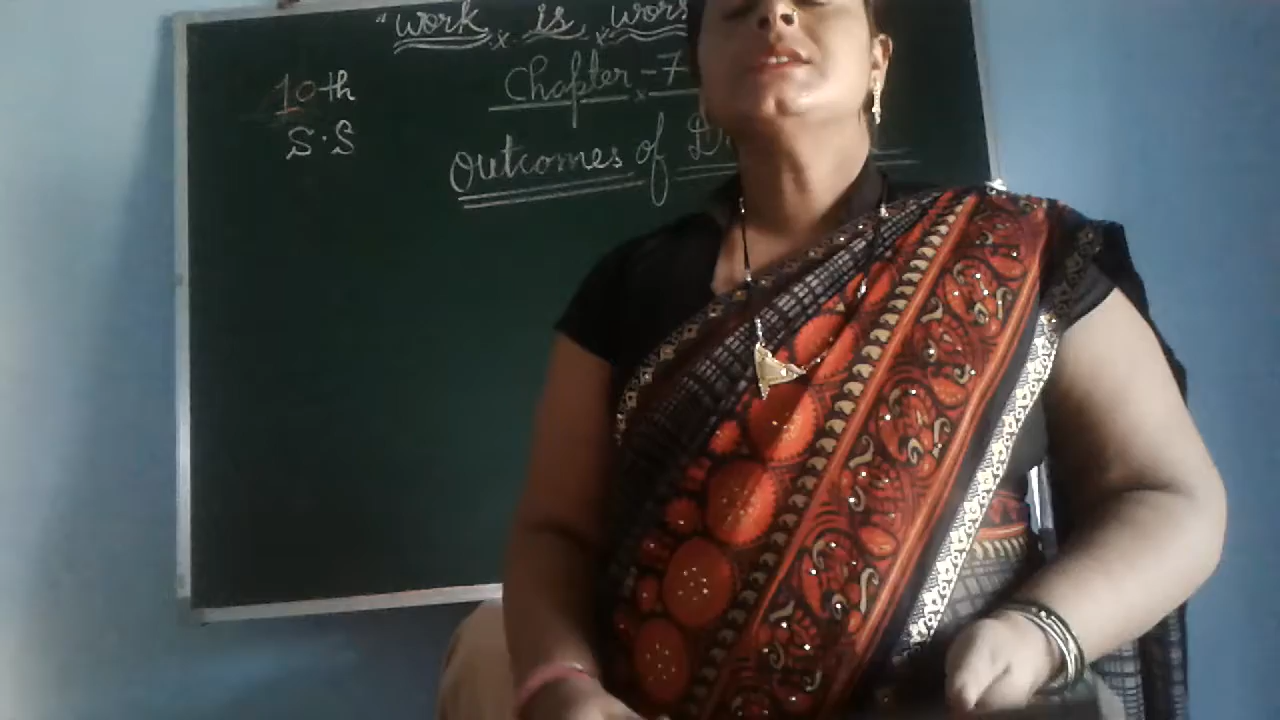 "work is
10th
Chapter-7
S.S
Outcomes of